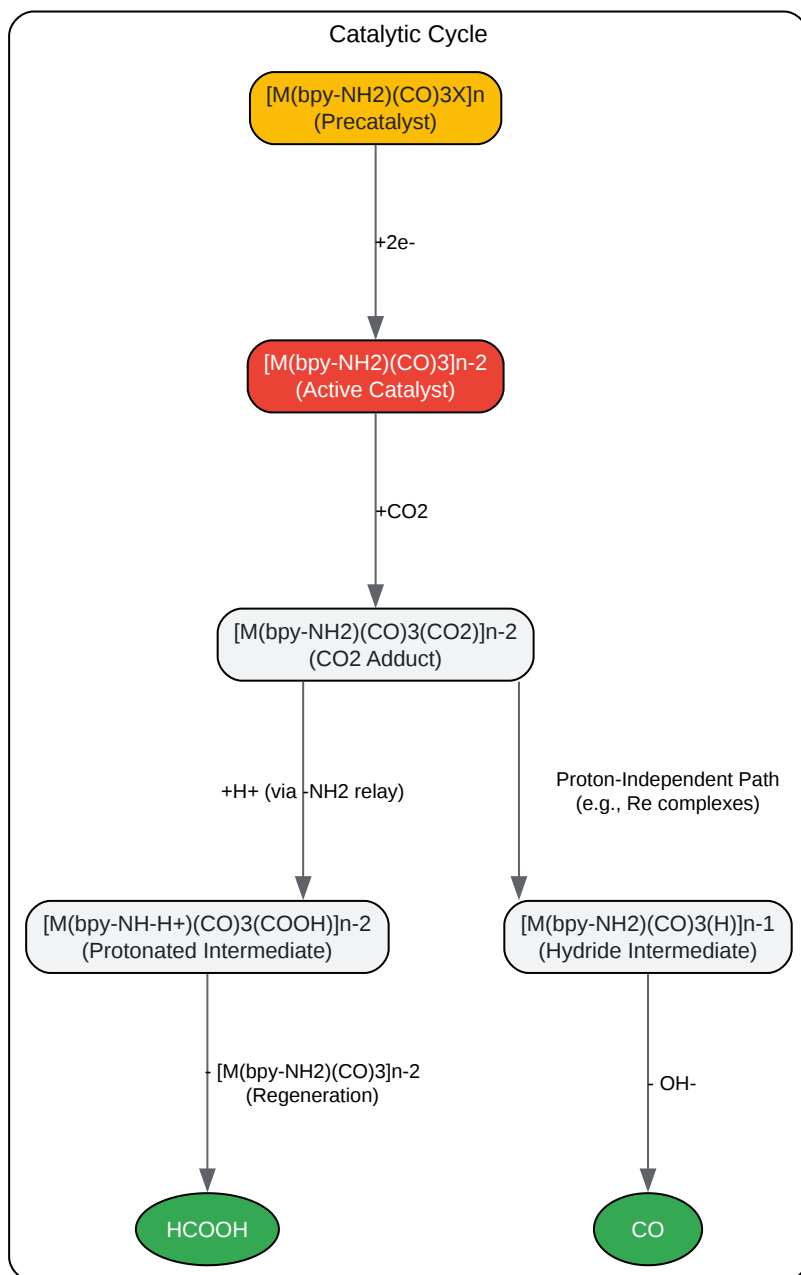 Catalytic Cycle
[M(bpy-NH2)(CO)3X]n
(Precatalyst)
+2e-
[M(bpy-NH2)(CO)3]n-2
(Active Catalyst)
+CO2
[M(bpy-NH2)(CO)3(CO2)]n-2
(CO2 Adduct)
+H+ (via -NH2 relay)
Proton-Independent Path
(e.g., Re complexes)
[M(bpy-NH-H+)(CO)3(COOH)]n-2
(Protonated Intermediate)
[M(bpy-NH2)(CO)3(H)]n-1
(Hydride Intermediate)
- [M(bpy-NH2)(CO)3]n-2
(Regeneration)
- OH-
HCOOH
CO